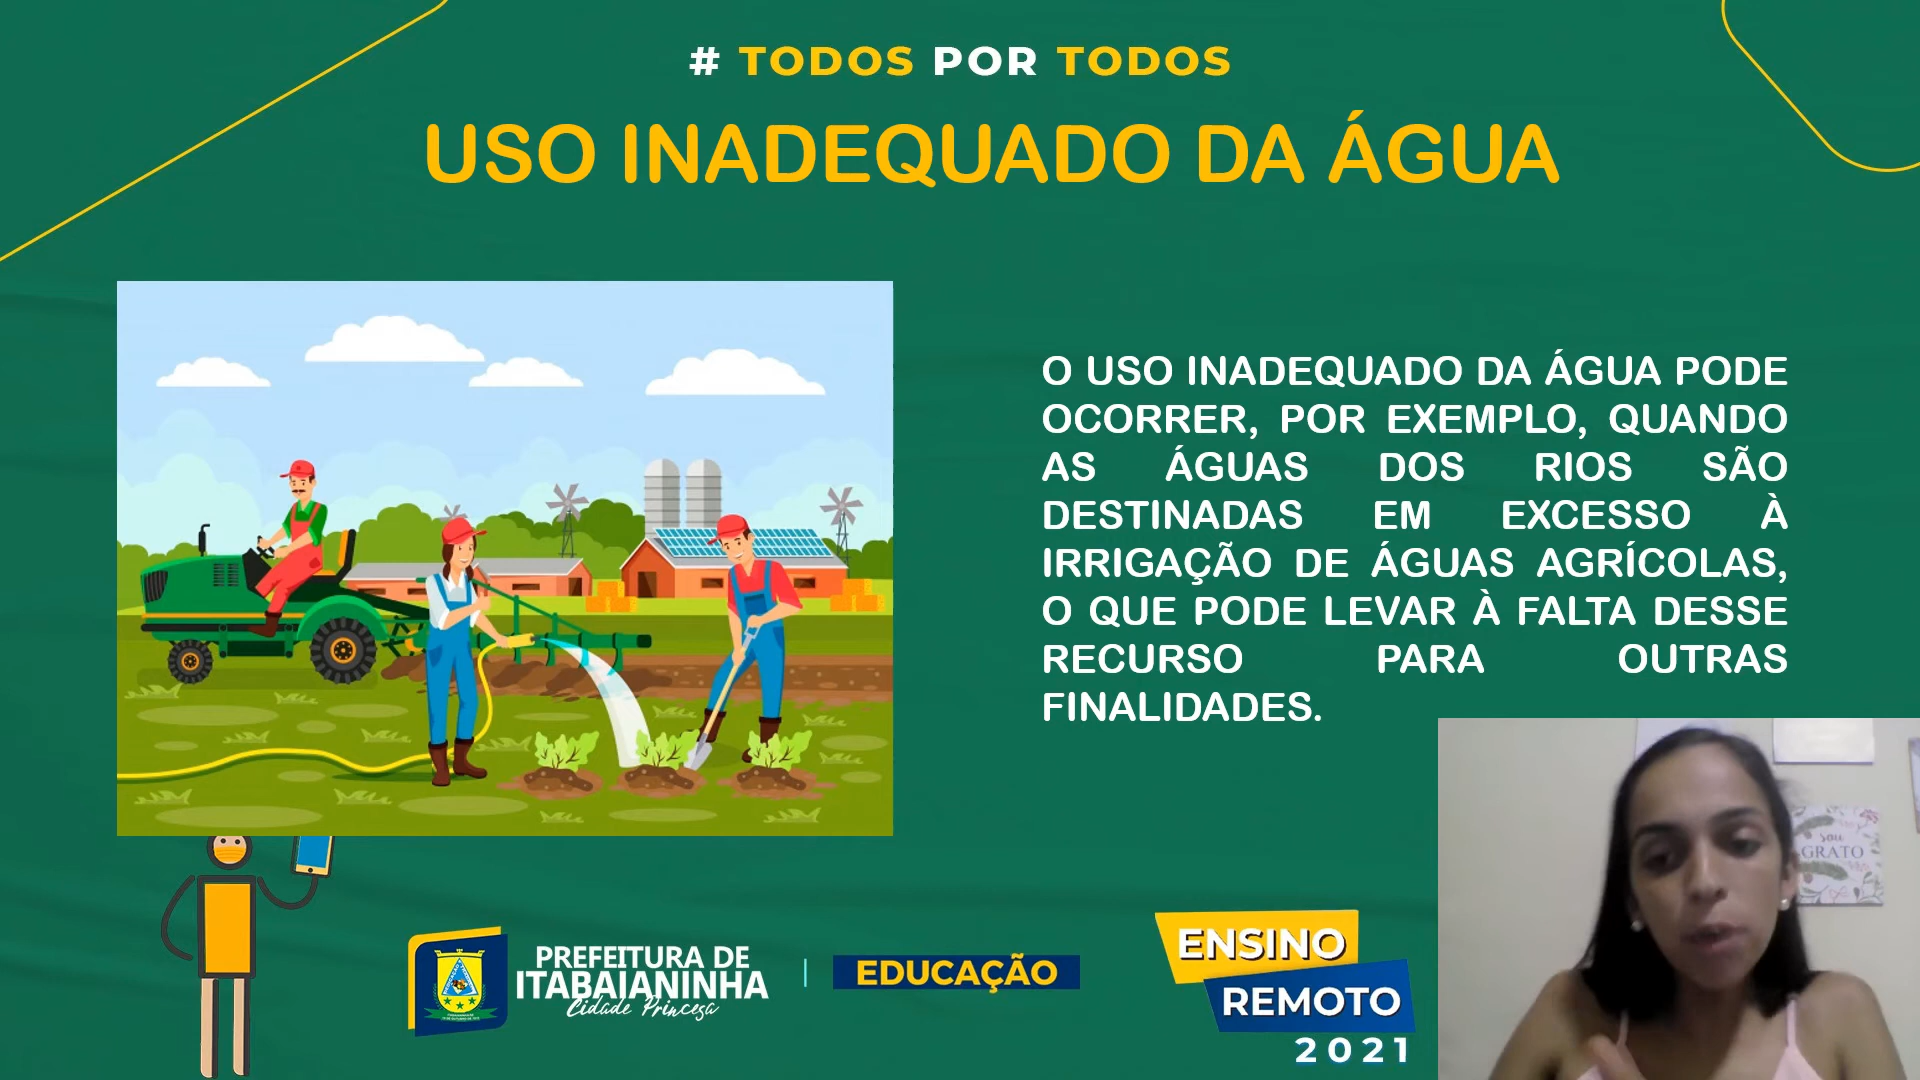 # TODOS POR TODOS
USO INADEQUADO DA ÁGUA
O USO INADEQUADO DA ÁGUA PODE
OCORRER, POR EXEMPLO, QUANDO
AS ÁGUAS DOS RIOS SÃO
DESTINADAS EM EXCESSO À
IRRIGAÇÃO DE ÁGUAS AGRÍCOLAS,
O QUE PODE LEVAR À FALTA DESSE
RECURSO PARA OUTRAS
FINALIDADES.
sou
GRATO
PREFEITURA DE
ITABAIANINHA
Cidade Princesa
EDUCAÇÃO
ENSINO
REMOTO
2021